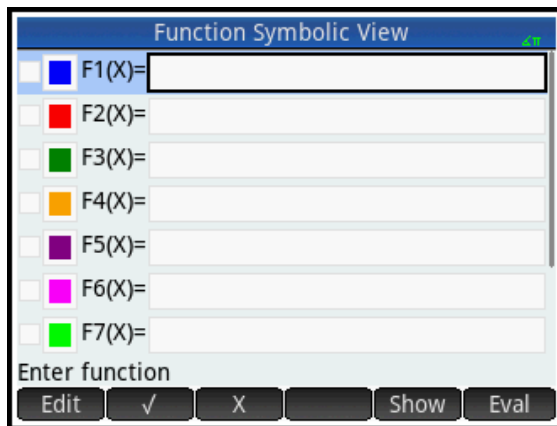 Function Symbolic View ∡π
F1(X)=
F2(X)=
F3(X)=
F4(X)=
F5(X)=
F6(X)=
F7(X)=
Enter function
Edit √ X Show Eval